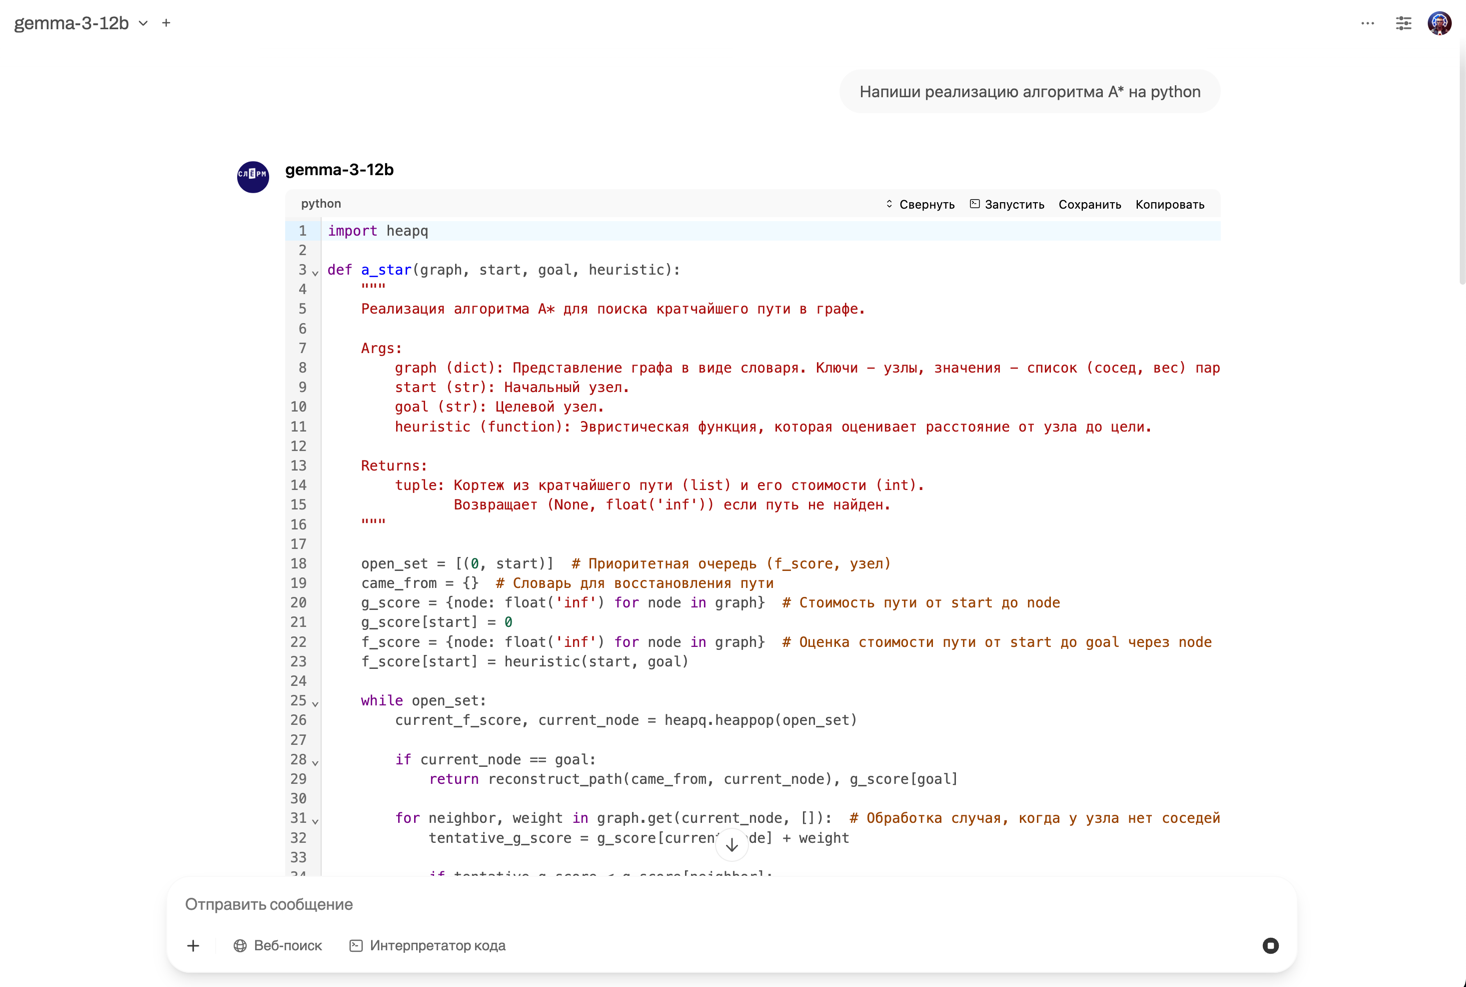 gemma-3-12b
Напиши реализацию алгоритма A* на python
СЛЁРМ
gemma-3-12b
python
Свернуть Запустить Сохранить Копировать
1 import heapq
2
3 def a_star(graph, start, goal, heuristic):
4 """
5 Реализация алгоритма A* для поиска кратчайшего пути в графе.
6
7 Args:
8 graph (dict): Представление графа в виде словаря. Ключи – узлы, значения – список (сосед, вес) пар
9 start (str): Начальный узел.
10 goal (str): Целевой узел.
11 heuristic (function): Эвристическая функция, которая оценивает расстояние от узла до цели.
12
13 Returns:
14 tuple: Кортеж из кратчайшего пути (list) и его стоимости (int).
15 Возвращает (None, float('inf')) если путь не найден.
16 """
17
18 open_set = [(0, start)]  # Приоритетная очередь (f_score, узел)
19 came_from = {}  # Словарь для восстановления пути
20 g_score = {node: float('inf') for node in graph}  # Стоимость пути от start до node
21 g_score[start] = 0
22 f_score = {node: float('inf') for node in graph}  # Оценка стоимости пути от start до goal через node
23 f_score[start] = heuristic(start, goal)
24
25 while open_set:
26 current_f_score, current_node = heapq.heappop(open_set)
27
28 if current_node == goal:
29 return reconstruct_path(came_from, current_node), g_score[goal]
30
31 for neighbor, weight in graph.get(current_node, []):  # Обработка случая, когда у узла нет соседей
32 tentative_g_score = g_score[current_node] + weight
33
34 if tentative_g_score < g_score[neighbor]:
Отправить сообщение
Веб-поиск Интерпретатор кода